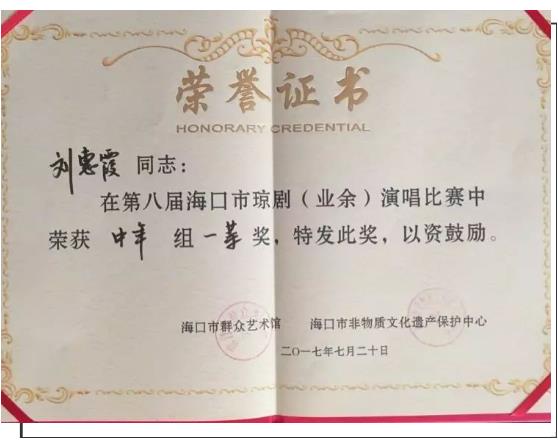 荣誉证书
HONORARY CREDENTIAL
刘惠霞 同志：
在第八届海口市琼剧（业余）演唱比赛中
荣获 中年 组 一等 奖，特发此奖，以资鼓励。
海口市群众艺术馆 海口市非物质文化遗产保护中心
二〇一七年七月二十日